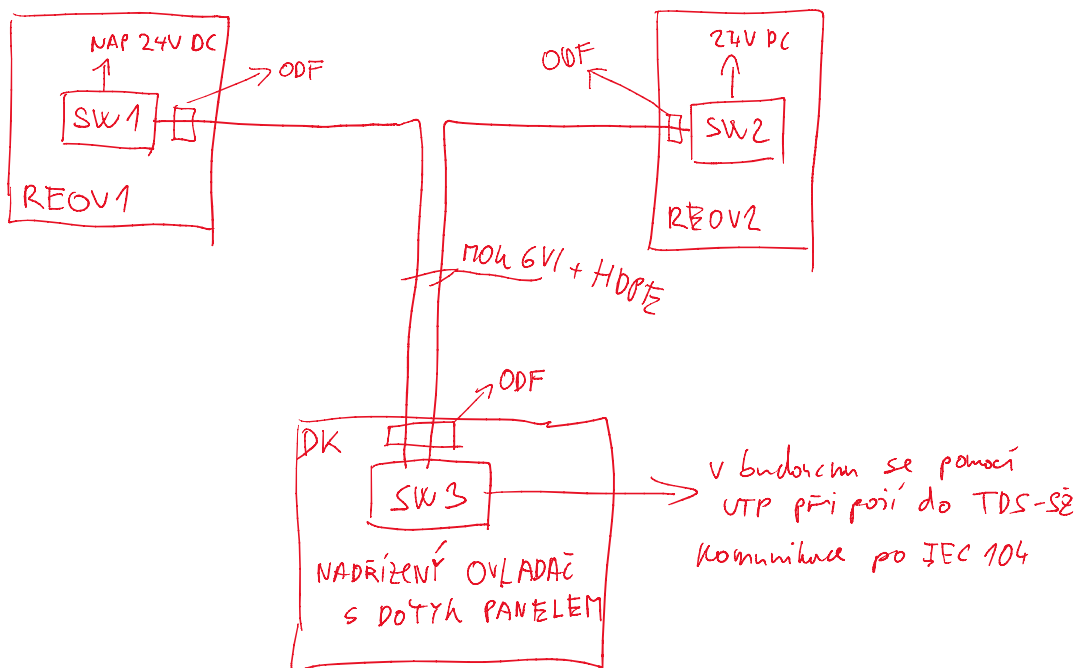 NAP 24V DC
ODF
SW1
REOV1
24V DC
ODF
SW2
REOV2
MOK 6VL + HDPE
ODF
DK
SW3
NADŘÍZENÝ OVLADAČ
S DOTYK PANELEM
v budoucnu se pomocí
UTP připojí do TDS-SŽ
Komunikace po IEC 104